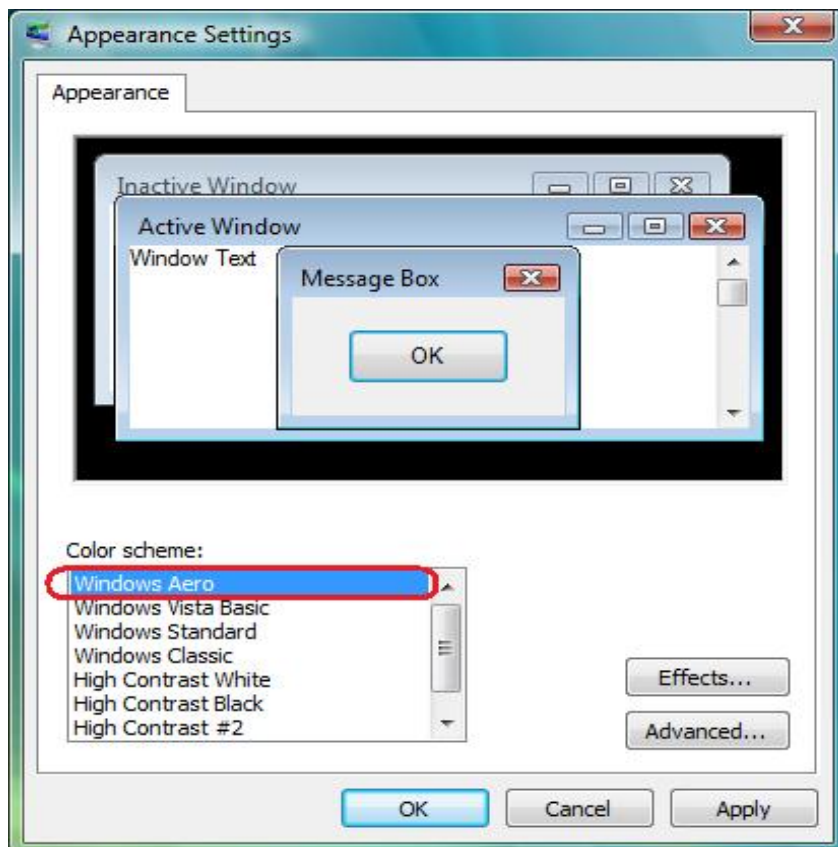 Appearance Settings
Appearance
Inactive Window
Active Window
Window Text
Message Box
OK
Color scheme:
Windows Aero
Windows Vista Basic
Windows Standard
Windows Classic
High Contrast White
High Contrast Black
High Contrast #2
Effects...
Advanced...
OK Cancel Apply